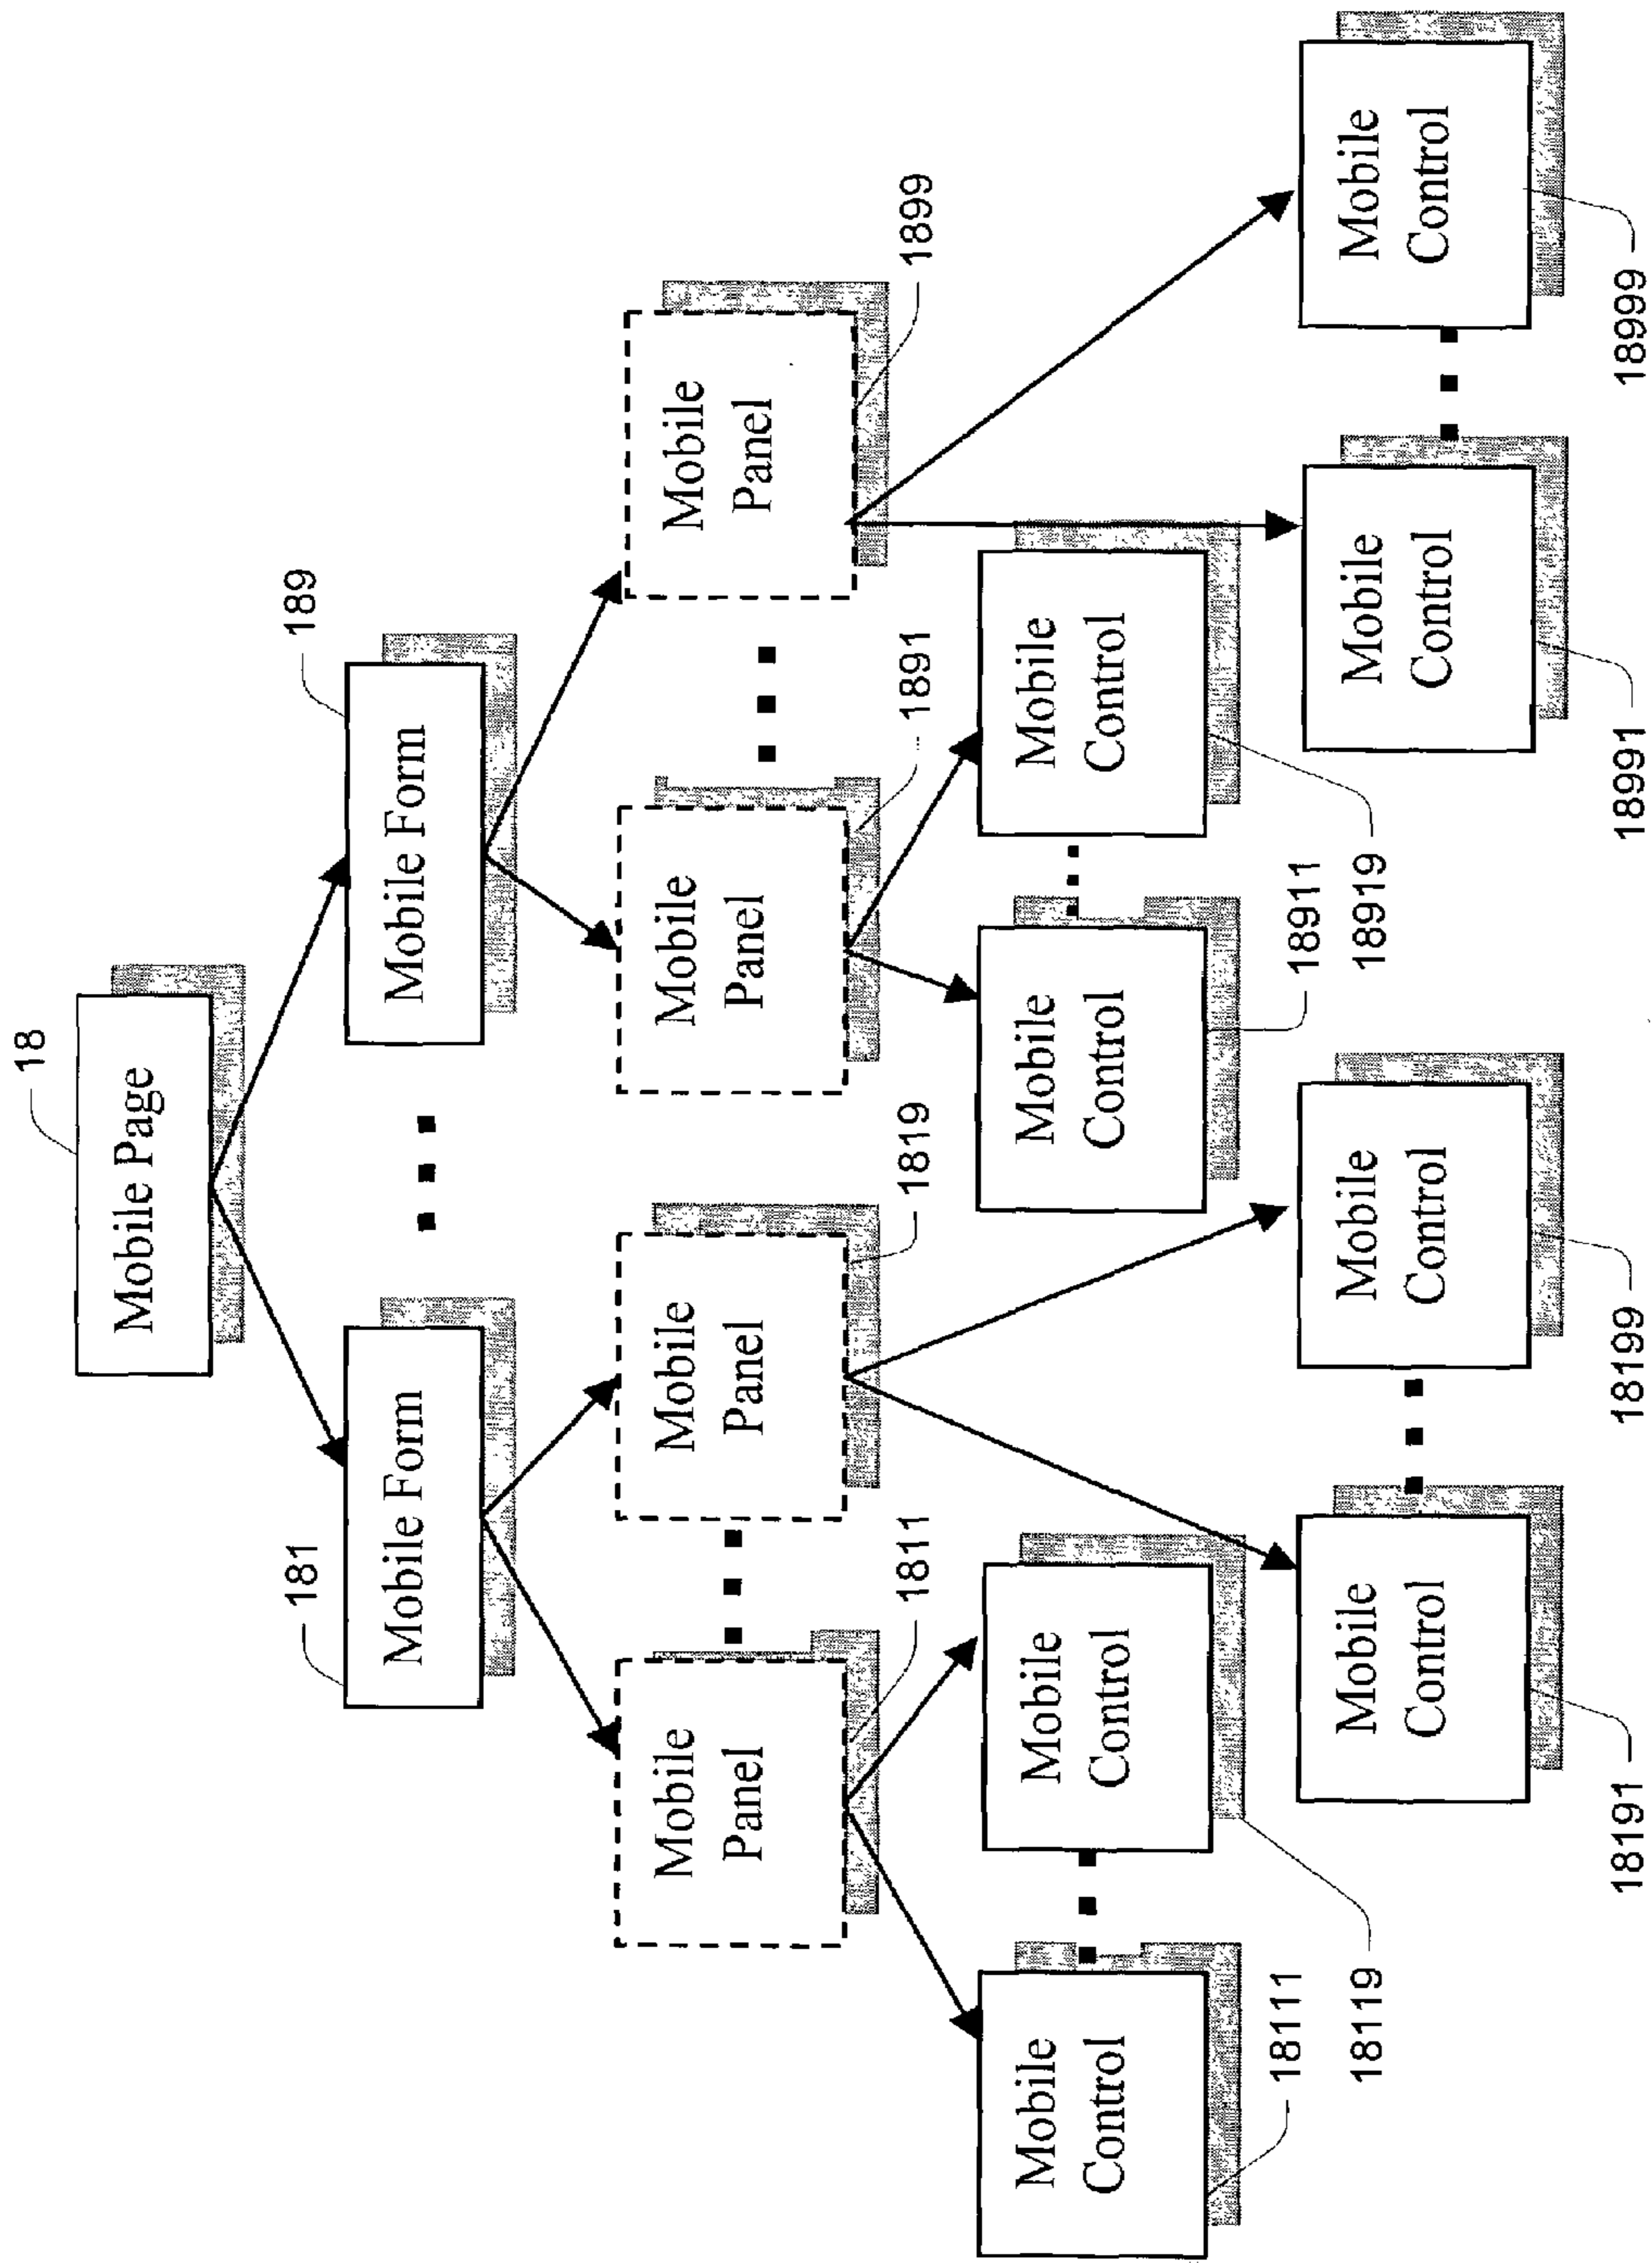 18
Mobile Page
181
Mobile Form
189
Mobile Form
Mobile
Panel
1811
Mobile
Panel
1819
Mobile
Panel
1891
Mobile
Panel
1899
Mobile
Control
18111
Mobile
Control
18119
Mobile
Control
18911
Mobile
Control
18919
Mobile
Control
18191
Mobile
Control
18199
Mobile
Control
18991
Mobile
Control
18999